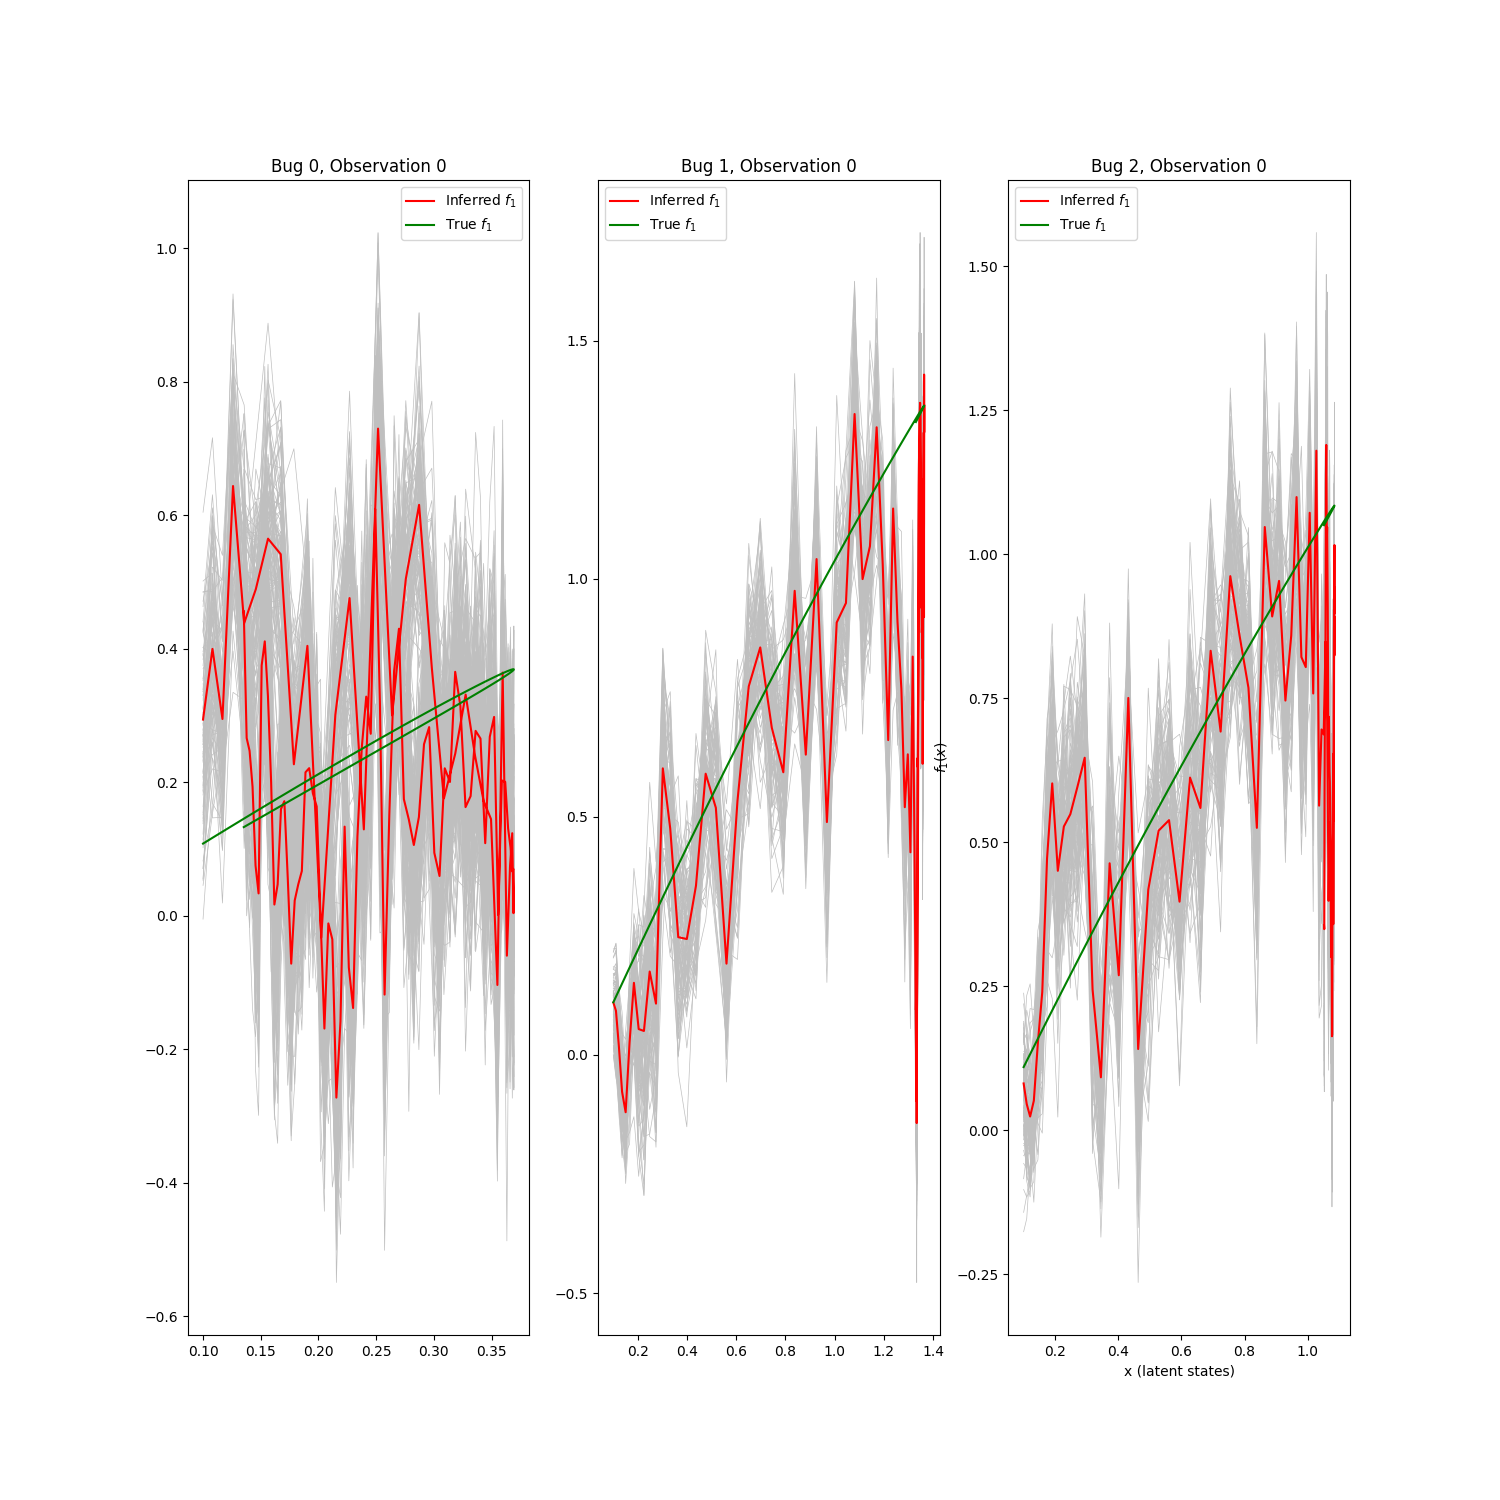 Bug 0, Observation 0
Inferred f₁
True f₁
1.0
0.8
0.6
0.4
0.2
0.0
−0.2
−0.4
−0.6
0.10 0.15 0.20 0.25 0.30 0.35
Bug 1, Observation 0
Inferred f₁
True f₁
1.5
1.0
0.5
0.0
−0.5
0.2 0.4 0.6 0.8 1.0 1.2 1.4
Bug 2, Observation 0
Inferred f₁
True f₁
f₁(x)
1.50
1.25
1.00
0.75
0.50
0.25
0.00
−0.25
0.2 0.4 0.6 0.8 1.0
x (latent states)